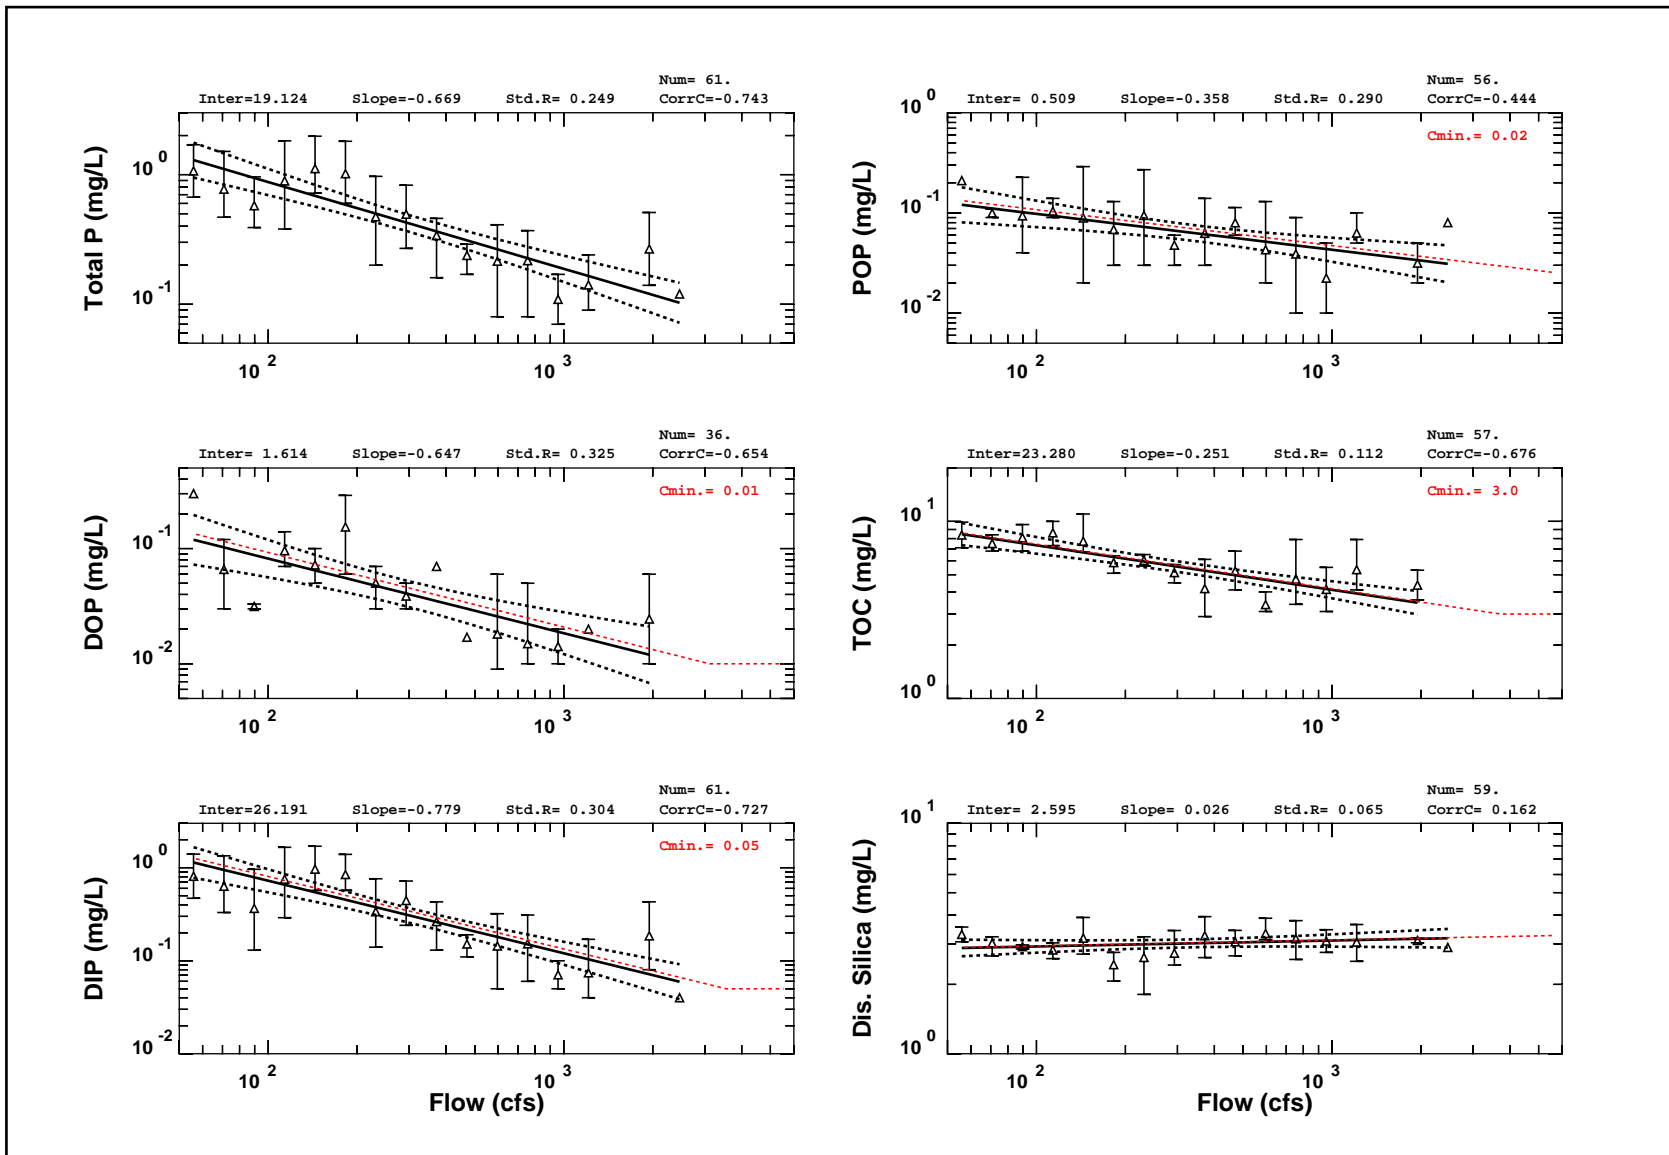 Num= 61.
Inter=19.124 Slope=-0.669 Std.R= 0.249 CorrC=-0.743
Total P (mg/L)
10 0
10 -1
10 2 10 3
Num= 56.
Inter= 0.509 Slope=-0.358 Std.R= 0.290 CorrC=-0.444
Cmin.= 0.02
POP (mg/L)
10 0
10 -1
10 -2
10 2 10 3
Num= 36.
Inter= 1.614 Slope=-0.647 Std.R= 0.325 CorrC=-0.654
Cmin.= 0.01
DOP (mg/L)
10 -1
10 -2
10 2 10 3
Num= 57.
Inter=23.280 Slope=-0.251 Std.R= 0.112 CorrC=-0.676
Cmin.= 3.0
TOC (mg/L)
10 1
10 0
10 2 10 3
Num= 61.
Inter=26.191 Slope=-0.779 Std.R= 0.304 CorrC=-0.727
Cmin.= 0.05
DIP (mg/L)
10 0
10 -1
10 -2
10 2 10 3
Flow (cfs)
Num= 59.
Inter= 2.595 Slope= 0.026 Std.R= 0.065 CorrC= 0.162
Dis. Silica (mg/L)
10 1
10 0
10 2 10 3
Flow (cfs)